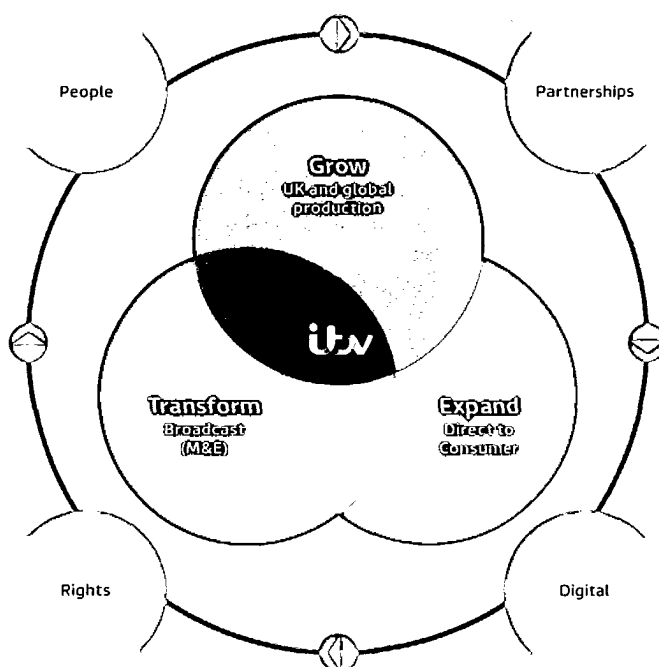 People
Partnerships
Grow
UK and global
production
itv
Transform
Broadcast
(M&E)
Expand
Direct to
Consumer
Rights
Digital